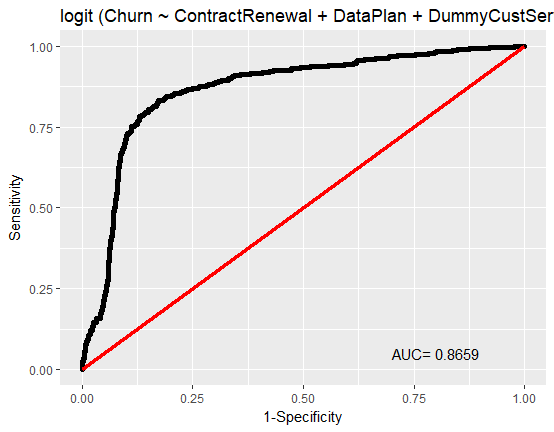 logit (Churn ~ ContractRenewal + DataPlan + DummyCustSer
1.00
0.75
0.50
0.25
0.00
Sensitivity
AUC= 0.8659
0.00 0.25 0.50 0.75 1.00
1-Specificity